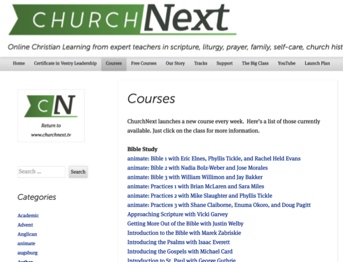 CHURCHNext
Online Christian Learning from expert teachers in scripture, liturgy, prayer, family, self-care, church hist
Home Certificate in Vestry Leadership Courses Free Courses Our Story Tracks Support The Big Class YouTube Launch Plan
CN
Return to
www.churchnext.tv
Search ... Search
Categories
Academic
Advent
Anglican
animate
augsburg
Author
Courses
ChurchNext launches a new course every week. Here's a list of those currently
available. Just click on the class for more information.
Bible Study
animate: Bible 1 with Eric Elnes, Phyllis Tickle, and Rachel Held Evans
animate: Bible 2 with Nadia Bolz-Weber and Jose Morales
animate: Bible 3 with William Willimon and Jay Bakker
animate: Practices 1 with Brian McLaren and Sara Miles
animate: Practices 2 with Mike Slaughter and Phyllis Tickle
animate: Practices 3 with Shane Claiborne, Enuma Okoro, and Doug Pagitt
Approaching Scripture with Vicki Garvey
Getting More Out of the Bible with Justin Welby
Introduction to the Bible with Marek Zabriskie
Introducing the Psalms with Isaac Everett
Introducing the Gospels with Michael Card
Introduction to St. Paul with George Guthrie